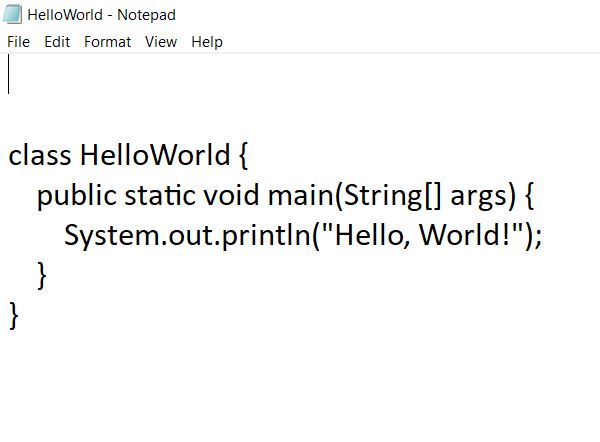 HelloWorld - Notepad
File Edit Format View Help
class HelloWorld {
    public static void main(String[] args) {
        System.out.println("Hello, World!");
    }
}